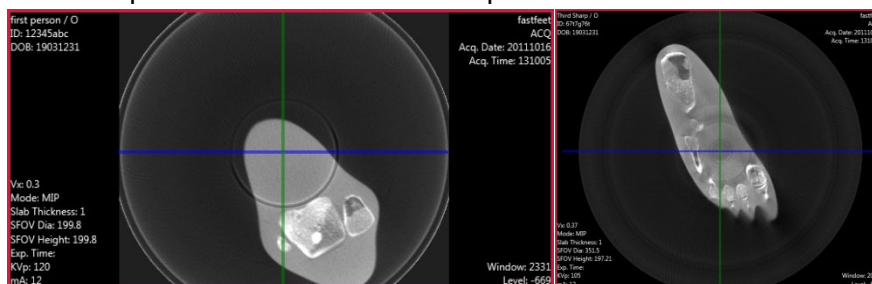 first person / O
ID: 12345abc
DOB: 19031231
fastfeet
ACQ
Acq. Date: 20111016
Acq. Time: 131005
Vx: 0.3
Mode: MIP
Slab Thickness: 1
SFOV Dia: 199.8
SFOV Height: 199.8
Exp. Time:
KVp: 120
mA: 12
Window: 2331
Level: -669
Third Sharp / O
DOB: 19031231
ACQ
Vx: 0.37
Mode: MIP
Slab Thickness: 1
SFOV Dia: 351.5
SFOV Height: 197.21
Exp. Time:
KVp: 105
mA: 12